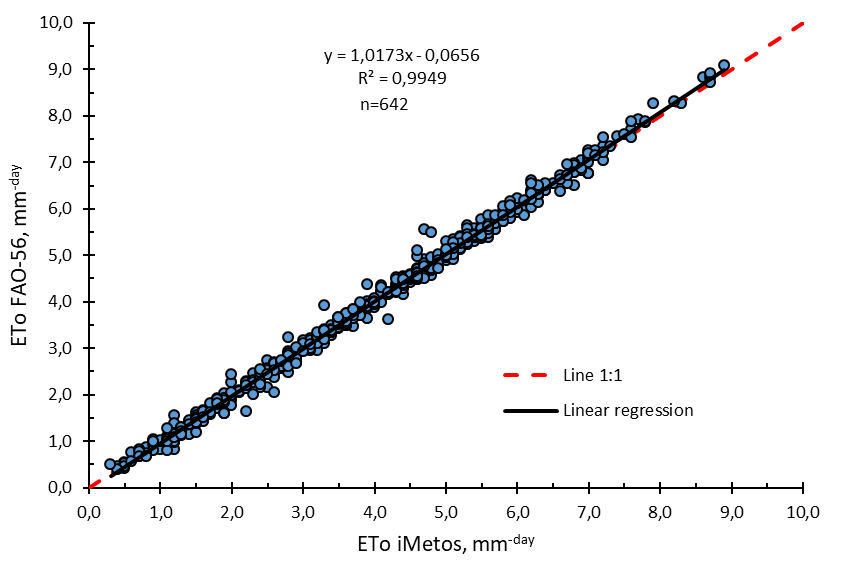 10,0
9,0
8,0
7,0
6,0
5,0
4,0
3,0
2,0
1,0
0,0
ETo FAO-56, mm-day
y = 1,0173x - 0,0656
R² = 0,9949
n=642
Line 1:1
Linear regression
0,0 1,0 2,0 3,0 4,0 5,0 6,0 7,0 8,0 9,0 10,0
ETo iMetos, mm-day